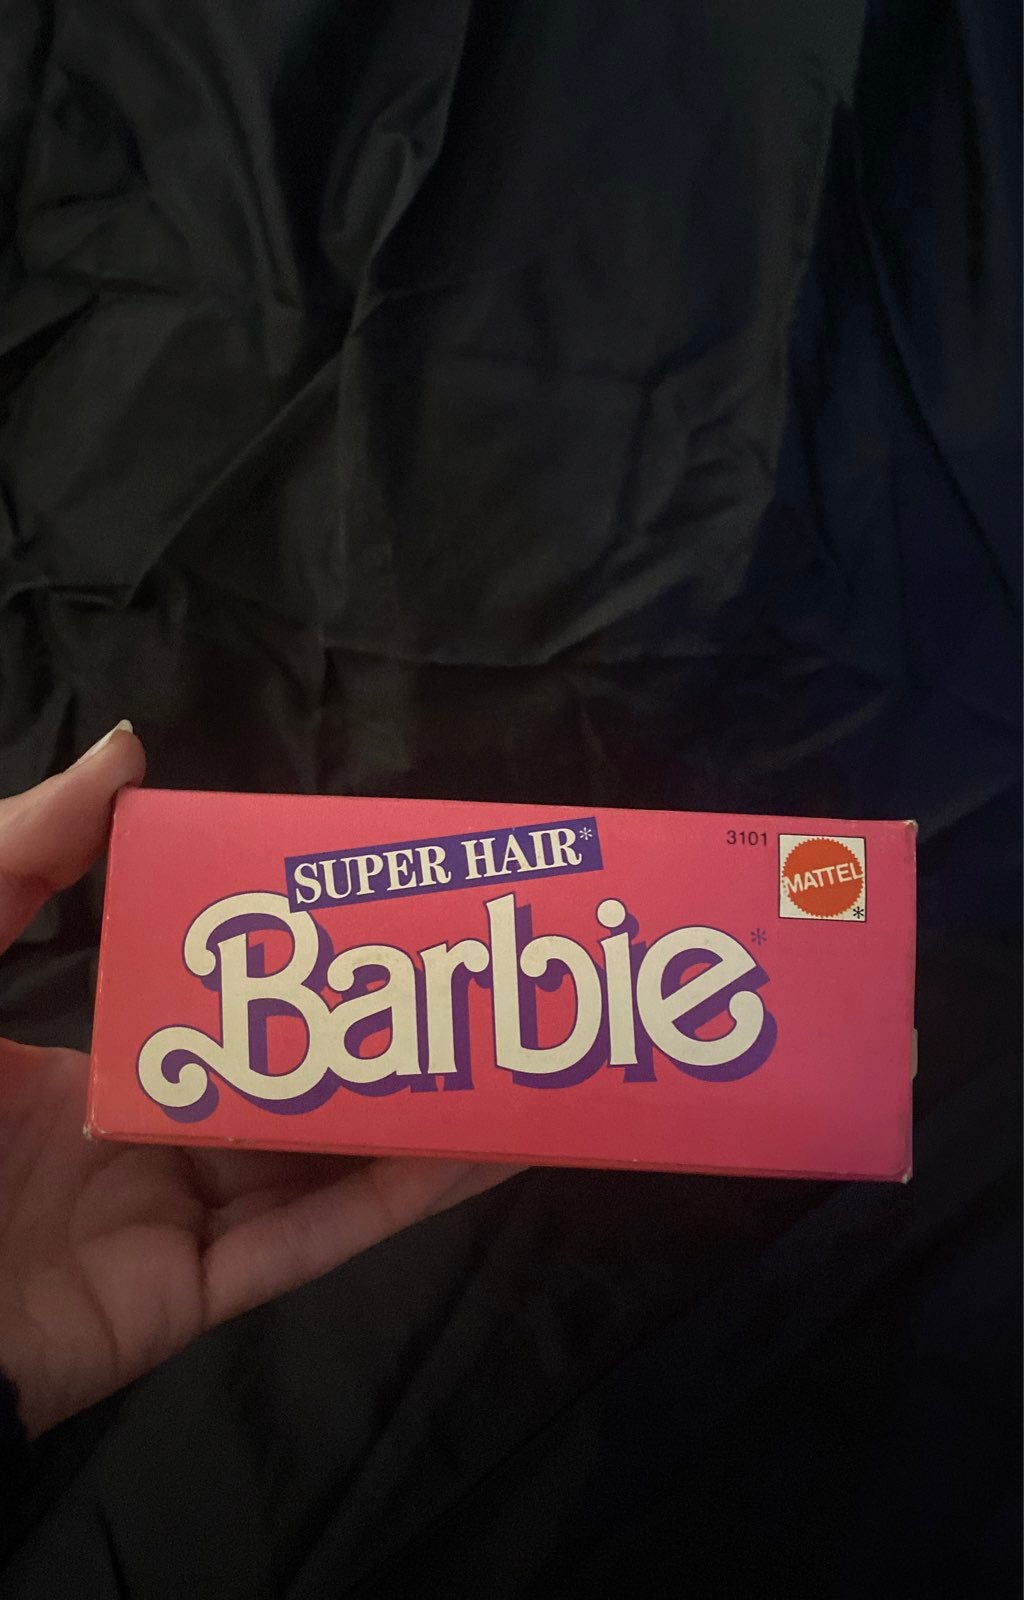 SUPER HAIR*
Barbie*
3101
MATTEL
*